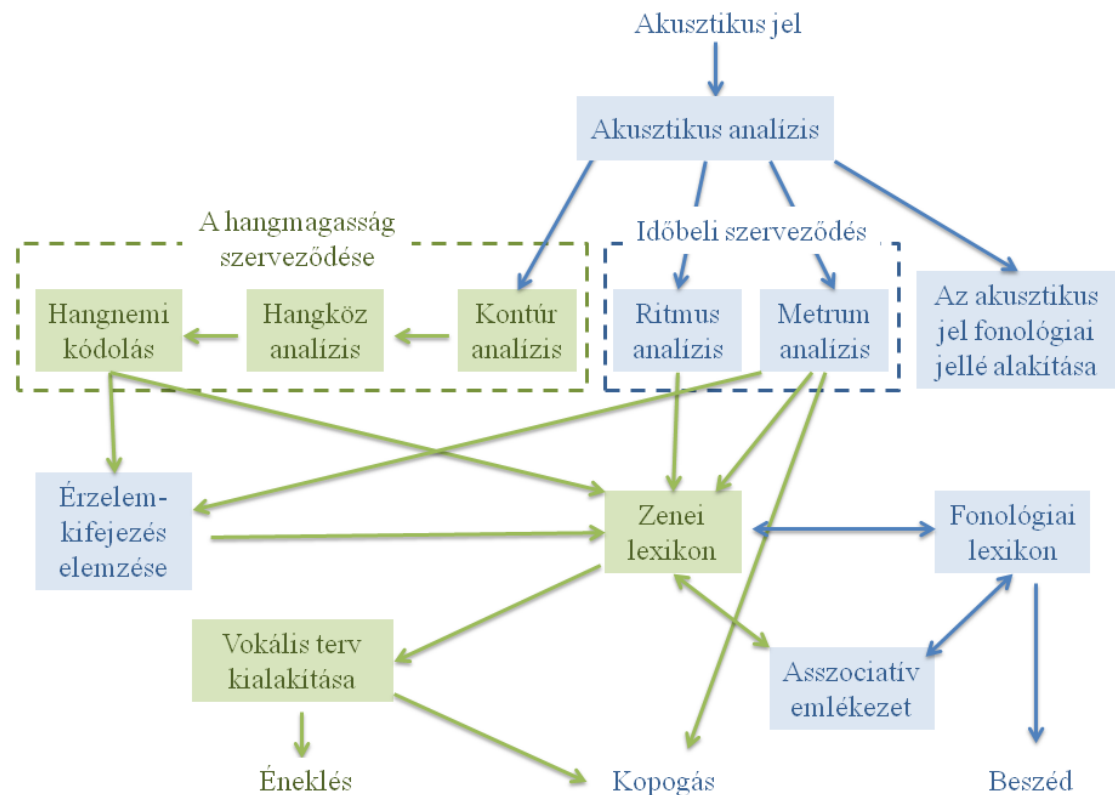 Akusztikus jel
Akusztikus analízis
A hangmagasság
szerveződése
Időbeli szerveződés
Hangnemi
kódolás
Hangköz
analízis
Kontúr
analízis
Ritmus
analízis
Metrum
analízis
Az akusztikus
jel fonológiai
jellé alakítása
Érzelem-
kifejezés
elemzése
Zenei
lexikon
Fonológiai
lexikon
Vokális terv
kialakítása
Asszociatív
emlékezet
Éneklés
Kopogás
Beszéd